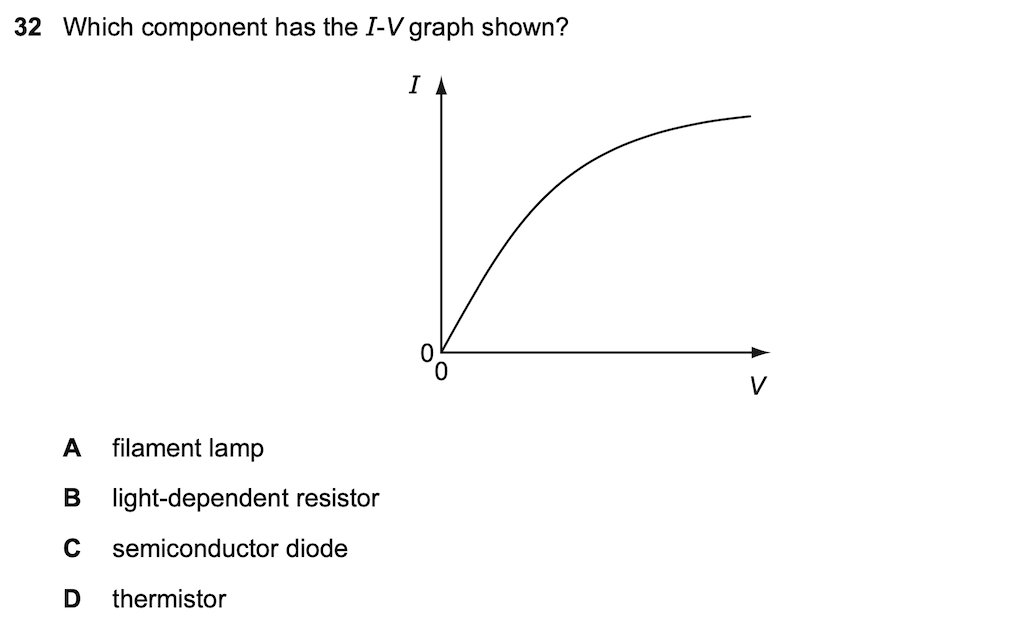 32 Which component has the I-V graph shown?
I
0
0
V
A filament lamp
B light-dependent resistor
C semiconductor diode
D thermistor